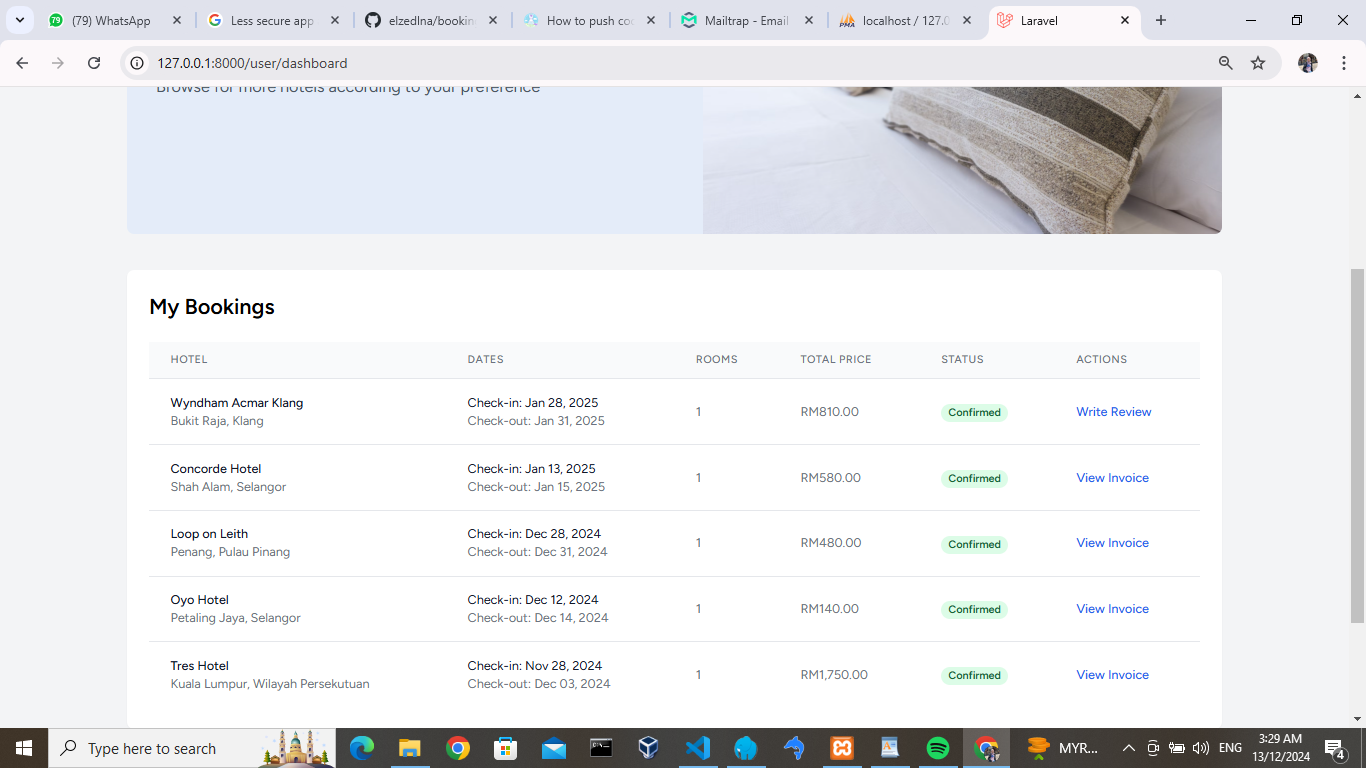 79
(79) WhatsApp
Less secure app
elzedlna/bookin
How to push co
Mailtrap - Email
PMA
localhost / 127.0
Laravel
127.0.0.1:8000/user/dashboard
Browse for more hotels according to your preference
My Bookings
HOTEL DATES ROOMS TOTAL PRICE STATUS ACTIONS
Wyndham Acmar Klang Check-in: Jan 28, 2025 1 RM810.00 Confirmed Write Review
Bukit Raja, Klang Check-out: Jan 31, 2025
Concorde Hotel Check-in: Jan 13, 2025 1 RM580.00 Confirmed View Invoice
Shah Alam, Selangor Check-out: Jan 15, 2025
Loop on Leith Check-in: Dec 28, 2024 1 RM480.00 Confirmed View Invoice
Penang, Pulau Pinang Check-out: Dec 31, 2024
Oyo Hotel Check-in: Dec 12, 2024 1 RM140.00 Confirmed View Invoice
Petaling Jaya, Selangor Check-out: Dec 14, 2024
Tres Hotel Check-in: Nov 28, 2024 1 RM1,750.00 Confirmed View Invoice
Kuala Lumpur, Wilayah Persekutuan Check-out: Dec 03, 2024
Type here to search
MYR...
ENG
3:29 AM
13/12/2024
4